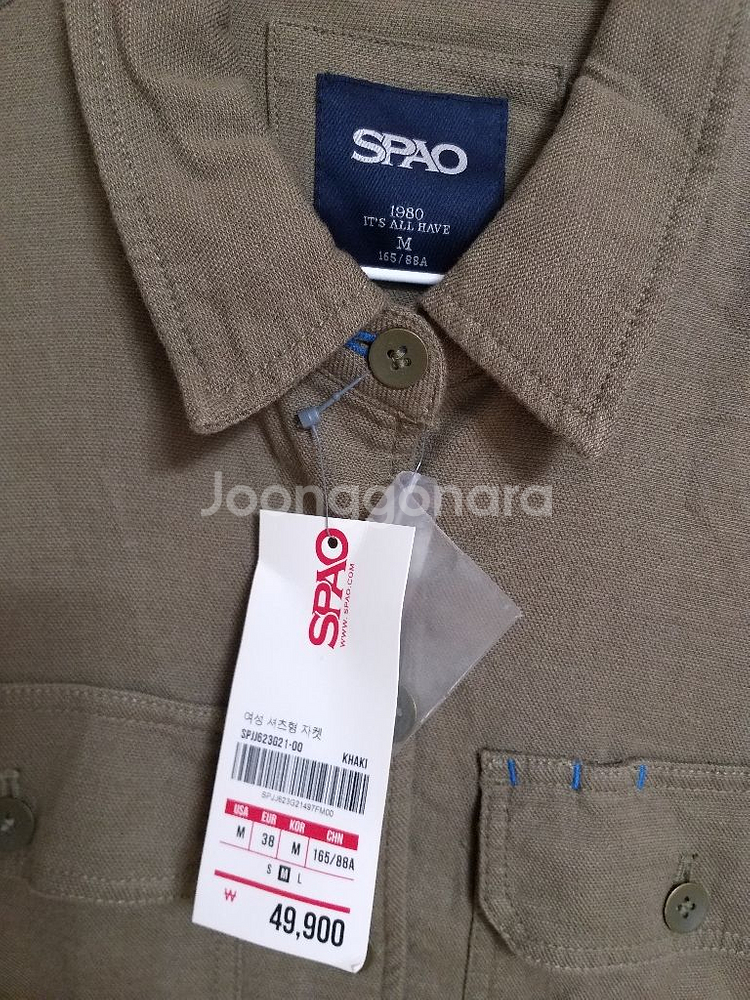 SPAO
1980
IT'S ALL HAVE
M
165/88A
Joonggonara
SPAO
WWW.SPAO.COM
여성 셔츠형 자켓
SPJJ623G21-00
KHAKI
SPJJ623G21497FM00
USA EUR KOR CHN
M 38 M 165/88A
S M L
₩ 49,900